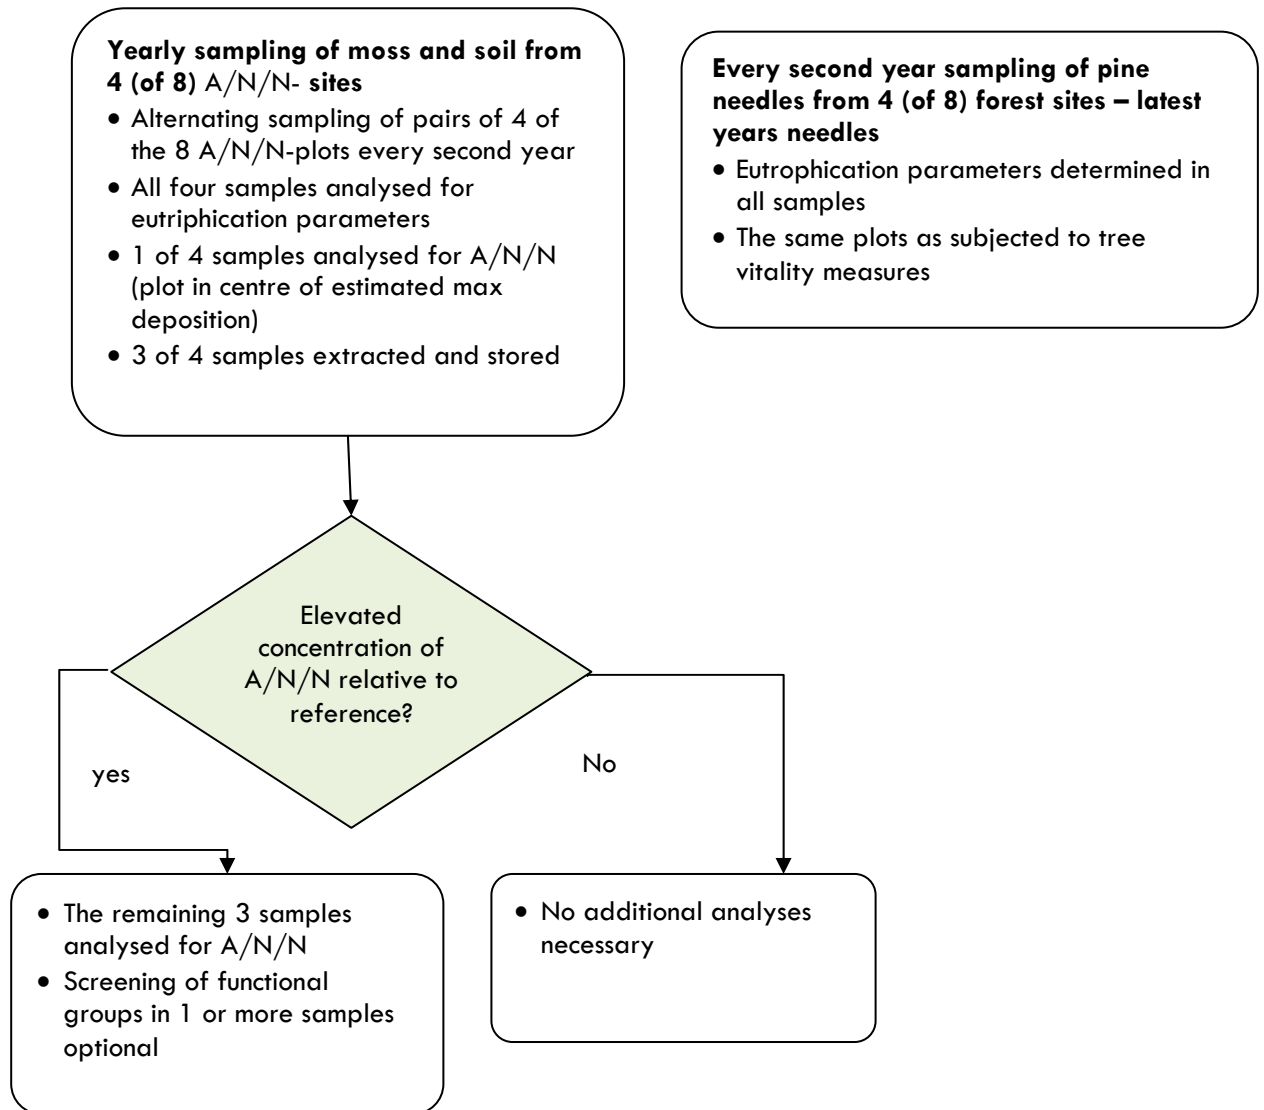 Yearly sampling of moss and soil from
4 (of 8) A/N/N- sites
• Alternating sampling of pairs of 4 of
the 8 A/N/N-plots every second year
• All four samples analysed for
eutriphication parameters
• 1 of 4 samples analysed for A/N/N
(plot in centre of estimated max
deposition)
• 3 of 4 samples extracted and stored
Every second year sampling of pine
needles from 4 (of 8) forest sites – latest
years needles
• Eutrophication parameters determined in
all samples
• The same plots as subjected to tree
vitality measures
Elevated
concentration of
A/N/N relative to
reference?
yes
No
• The remaining 3 samples
analysed for A/N/N
• Screening of functional
groups in 1 or more samples
optional
• No additional analyses
necessary